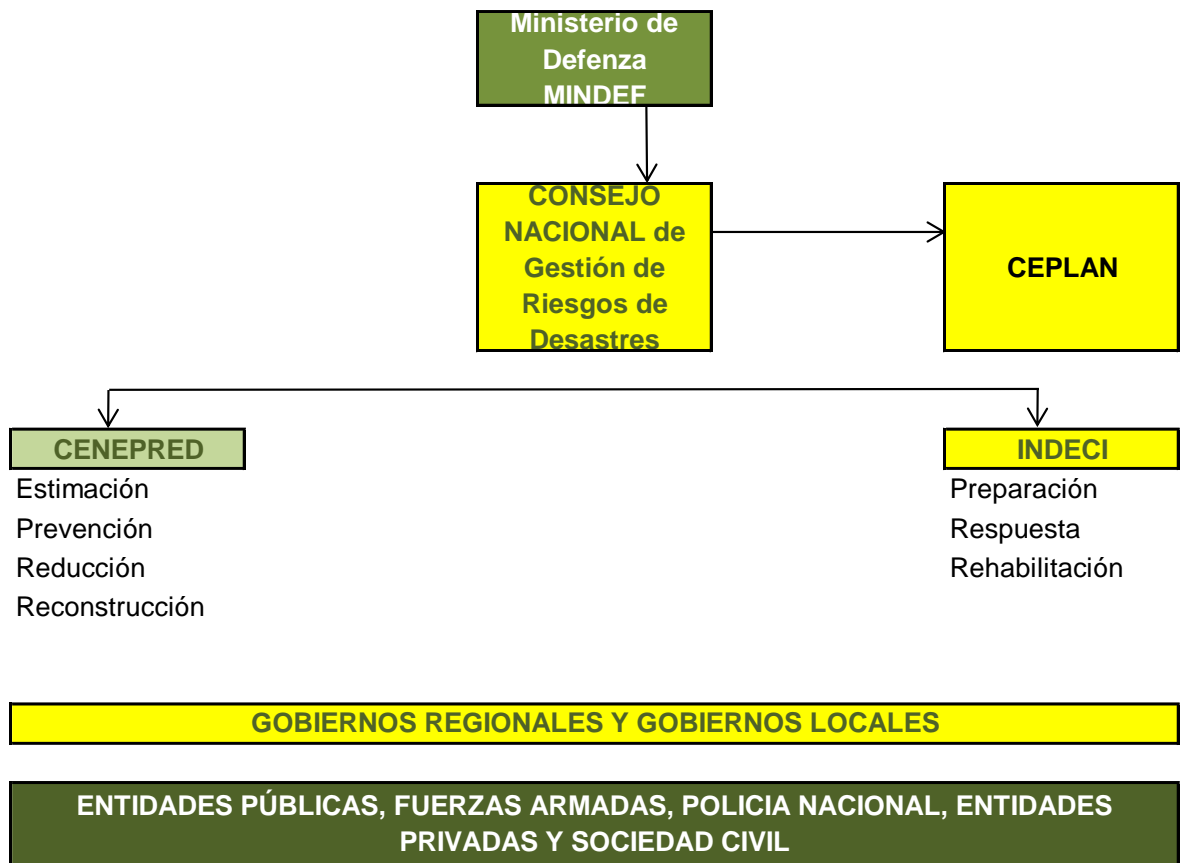 Ministerio de
Defenza
MINDEF
CONSEJO
NACIONAL de
Gestión de
Riesgos de
Desastres
CEPLAN
CENEPRED
Estimación
Prevención
Reducción
Reconstrucción
INDECI
Preparación
Respuesta
Rehabilitación
GOBIERNOS REGIONALES Y GOBIERNOS LOCALES
ENTIDADES PÚBLICAS, FUERZAS ARMADAS, POLICIA NACIONAL, ENTIDADES
PRIVADAS Y SOCIEDAD CIVIL